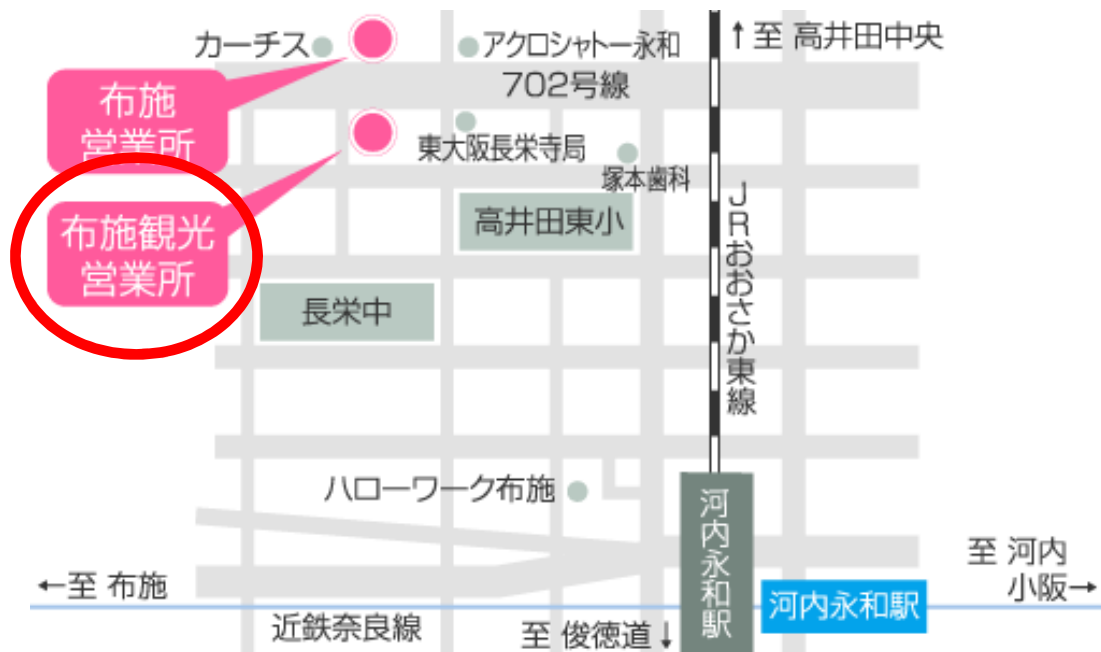 カーチス
アクロシャトー永和
↑至 高井田中央
702号線
布施
営業所
東大阪長栄寺局
塚本歯科
布施観光
営業所
高井田東小
JRおおさか東線
長栄中
ハローワーク布施
河内永和駅
至 河内
小阪→
←至 布施
河内永和駅
近鉄奈良線
至 俊徳道↓